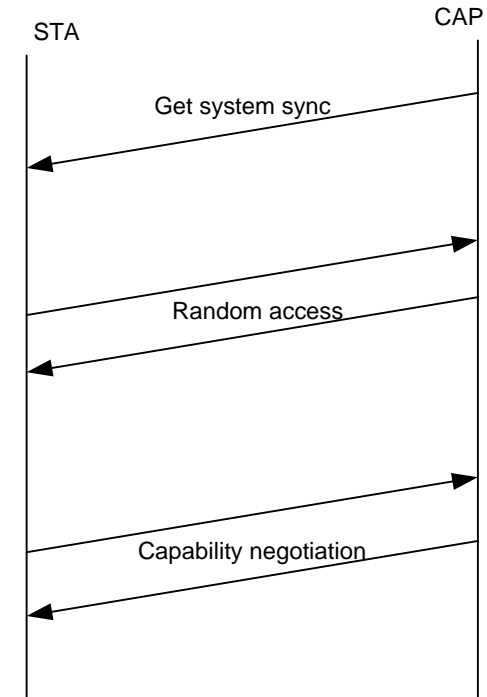 STA
CAP
Get system sync
Random access
Capability negotiation